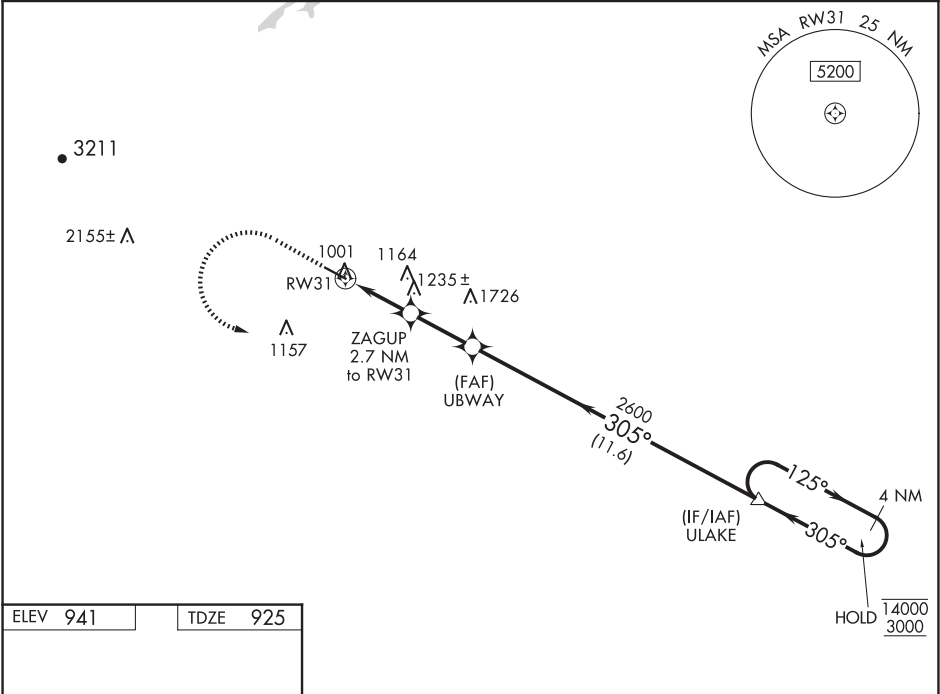 MSA RW31 25 NM
5200
3211
2155±
1001
1164
RW31
1235±
1726
1157
ZAGUP
2.7 NM
to RW31
(FAF)
UBWAY
2600
305°
(11.6)
125°
4 NM
(IF/IAF)
ULAKE
305°
HOLD 14000
3000
ELEV 941
TDZE 925